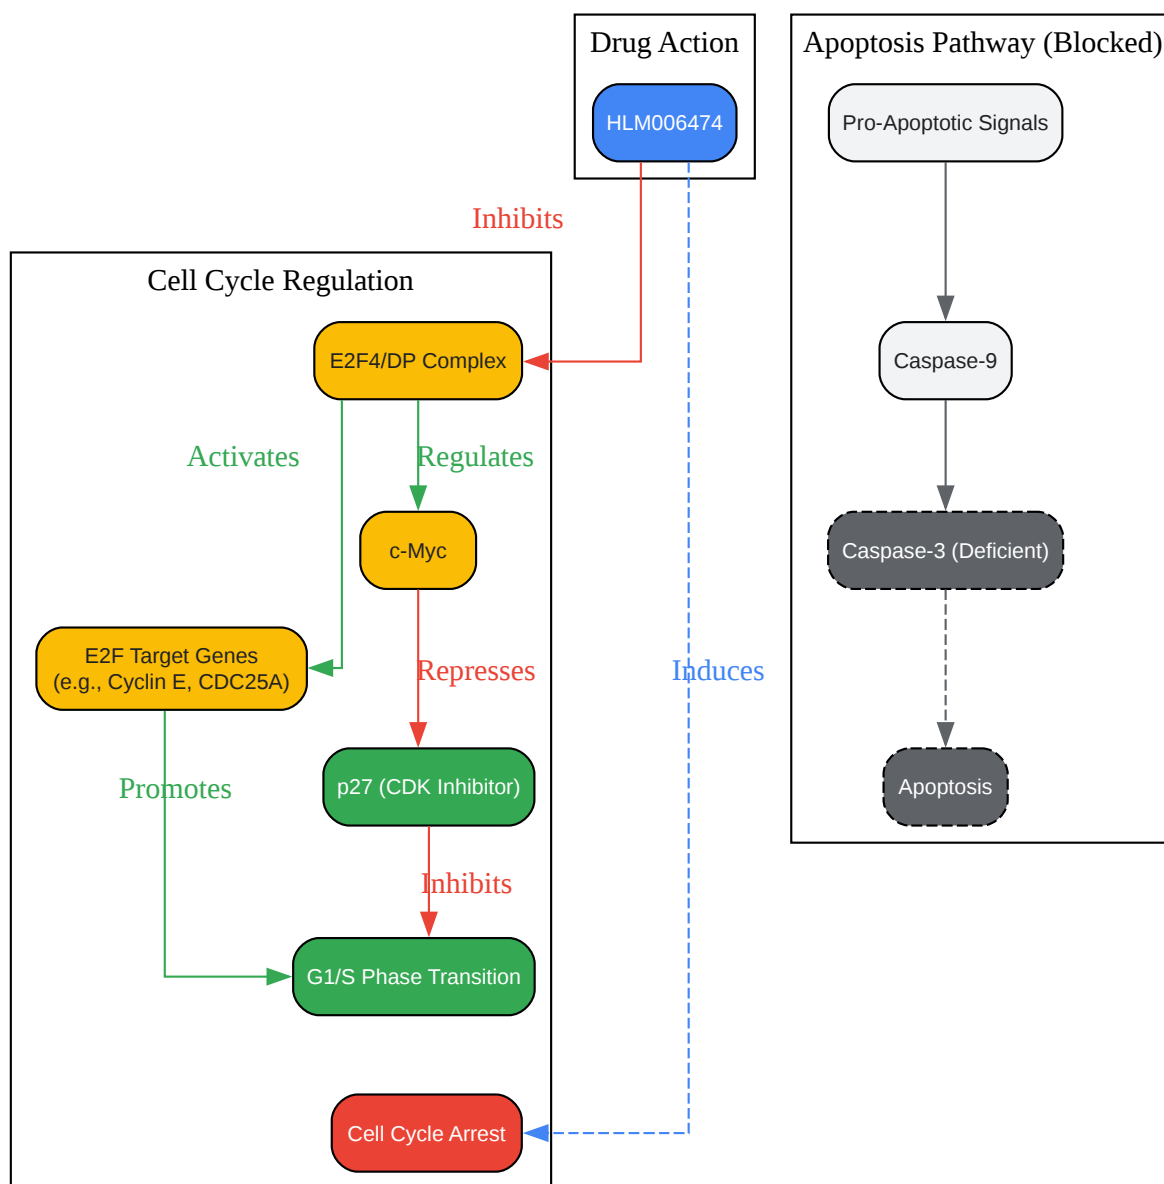 Drug Action
HLM006474
Inhibits
Cell Cycle Regulation
E2F4/DP Complex
Activates
Regulates
c-Myc
E2F Target Genes
(e.g., Cyclin E, CDC25A)
Represses
Induces
Promotes
p27 (CDK Inhibitor)
Inhibits
G1/S Phase Transition
Cell Cycle Arrest
Apoptosis Pathway (Blocked)
Pro-Apoptotic Signals
Caspase-9
Caspase-3 (Deficient)
Apoptosis